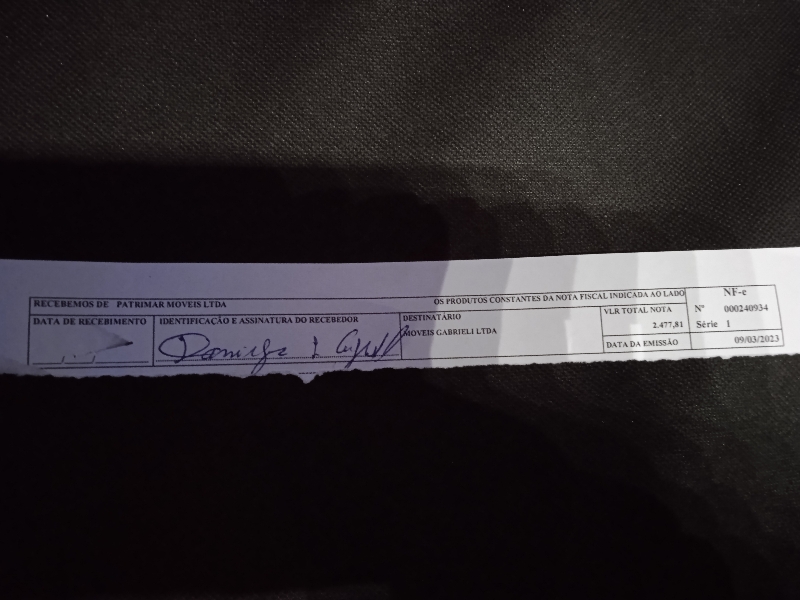 RECEBEMOS DE PATRIMAR MOVEIS LTDA OS PRODUTOS CONSTANTES DA NOTA FISCAL INDICADA AO LADO
NF-e
Nº 000240934
Série 1
DATA DE RECEBIMENTO
IDENTIFICAÇÃO E ASSINATURA DO RECEBEDOR
DESTINATÁRIO
MOVEIS GABRIELI LTDA
VLR TOTAL NOTA
2.477,81
DATA DA EMISSÃO
09/03/2023